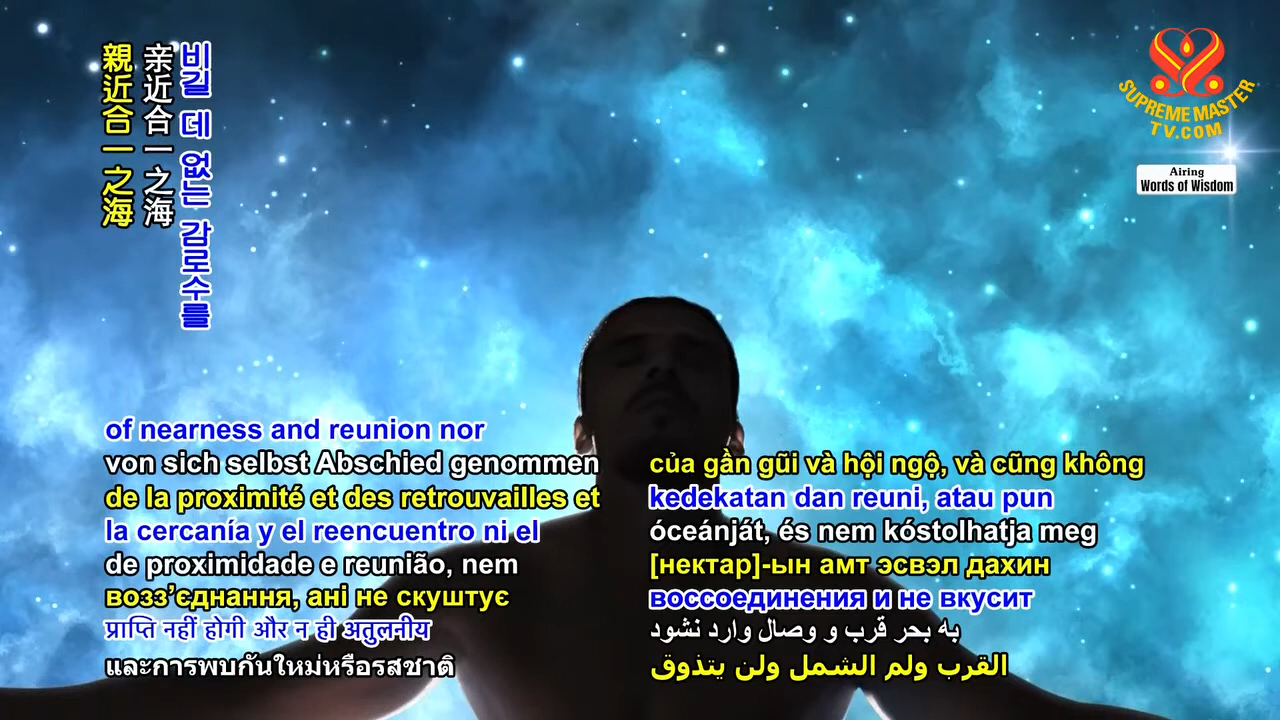 비길 데 없는 감로수를
亲近合一之海
親近合一之海
SUPREME MASTER
TV.COM
Airing
Words of Wisdom
of nearness and reunion nor
von sich selbst Abschied genommen
de la proximité et des retrouvailles et
la cercanía y el reencuentro ni el
de proximidade e reunião, nem
возз’єднання, ані не скуштує
प्राप्ति नहीं होगी और न ही अतुलनीय
และการพบกันใหม่หรือรสชาติ
của gần gũi và hội ngộ, và cũng không
kedekatan dan reuni, atau pun
óceánját, és nem kóstolhatja meg
[нектар]-ын амт эсвэл дахин
воссоединения и не вкусит
به بحر قرب و وصال وارد نشود
القرب ولم الشمل ولن يتذوق